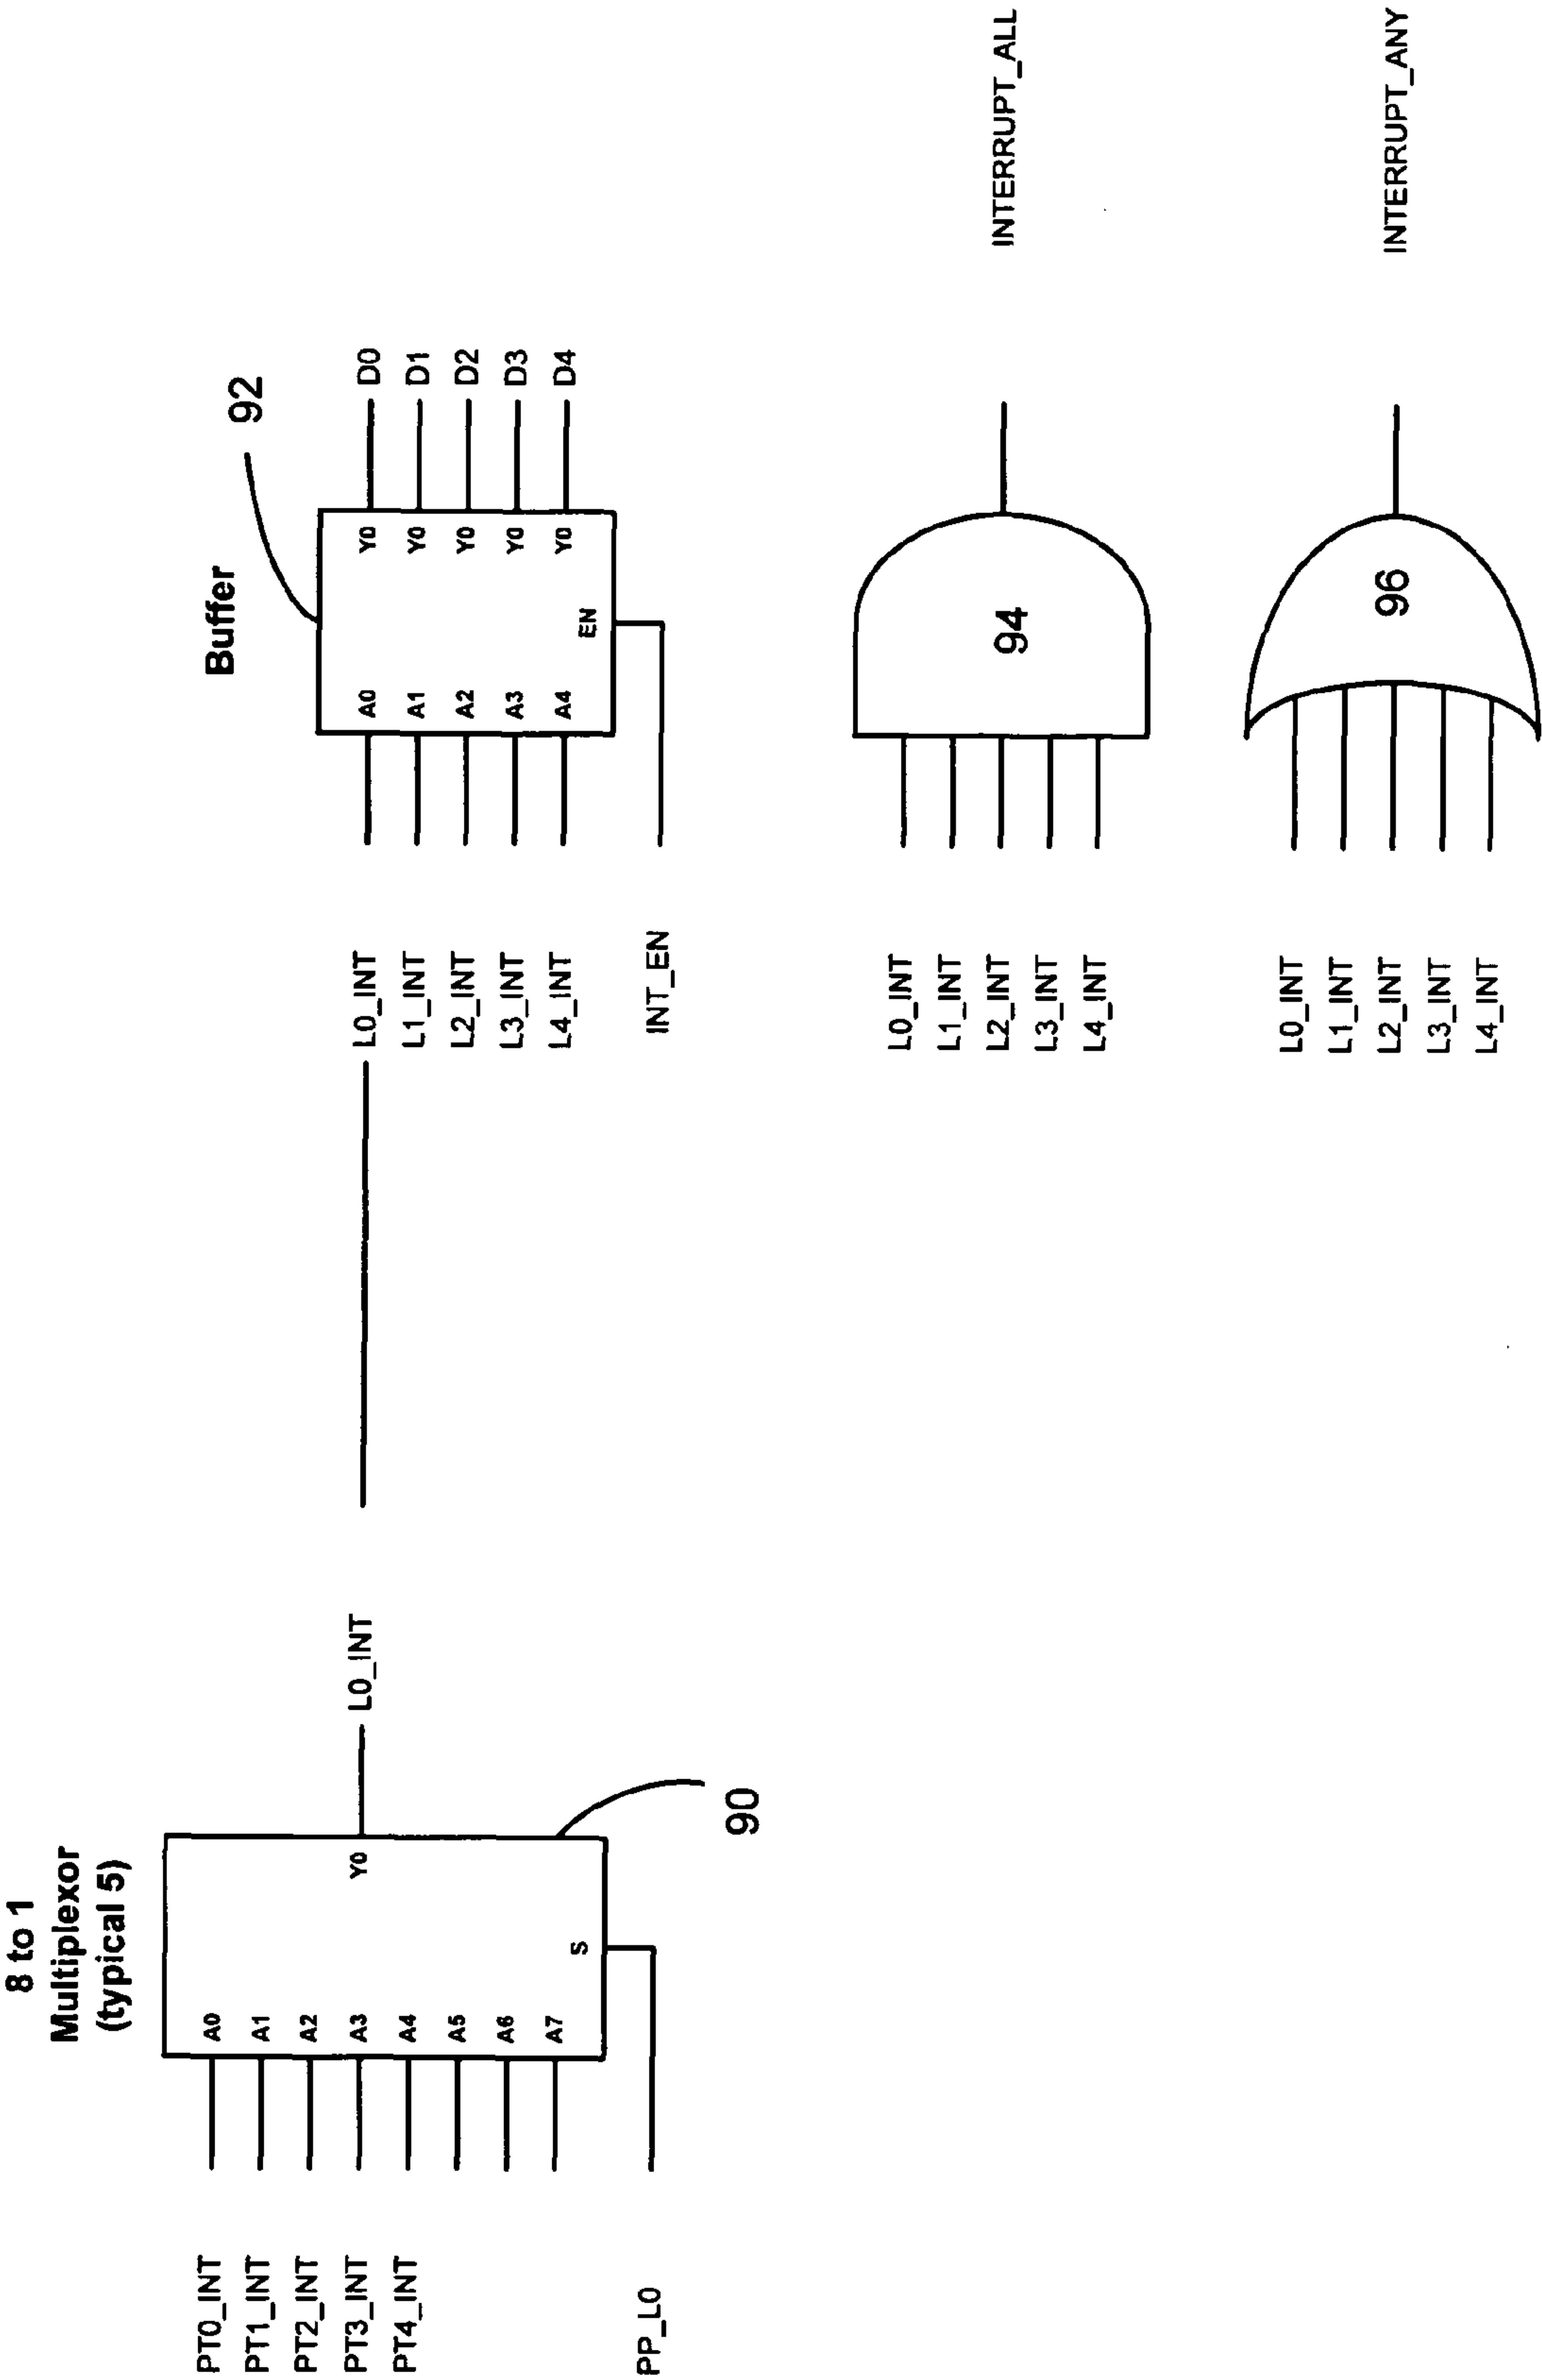 8 to 1
Multiplexor
(typical 5)
PT0_INT
PT1_INT
PT2_INT
PT3_INT
PT4_INT
PP_L0
A0
A1
A2
A3
A4
A5
A6
A7
S
Y0
L0_INT
90
Buffer
92
L0_INT
L1_INT
L2_INT
L3_INT
L4_INT
INT_EN
A0
A1
A2
A3
A4
EN
Y0
Y0
Y0
Y0
Y0
D0
D1
D2
D3
D4
L0_INT
L1_INT
L2_INT
L3_INT
L4_INT
94
INTERRUPT_ALL
L0_INT
L1_INT
L2_INT
L3_INT
L4_INT
96
INTERRUPT_ANY